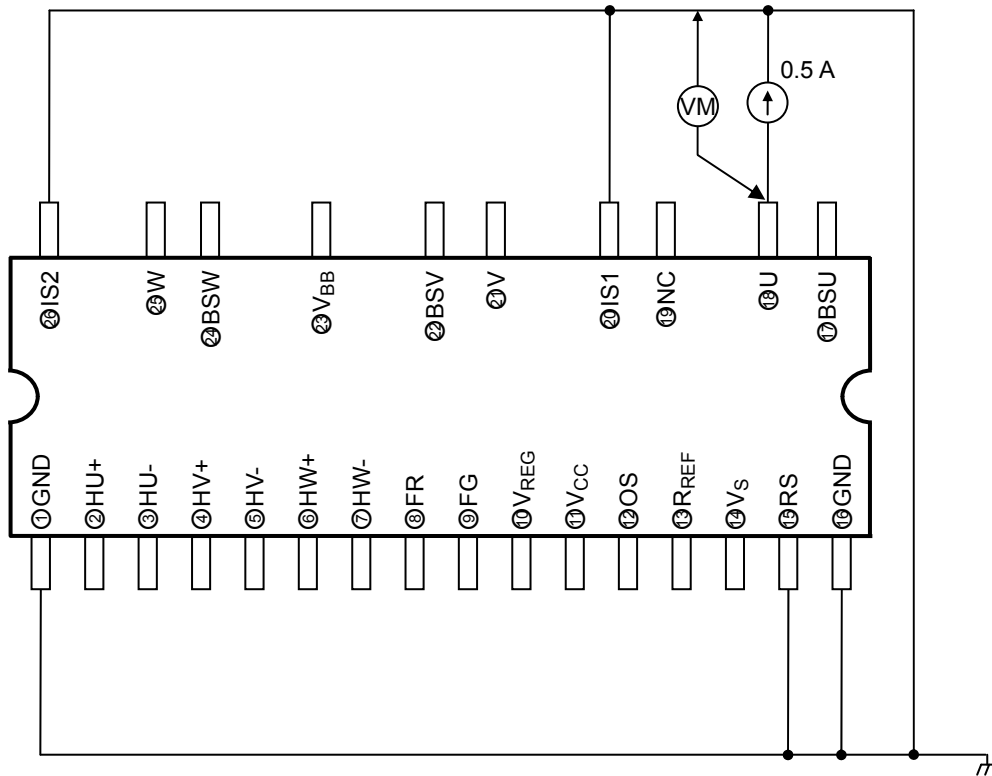 0.5 A
VM
㉖IS2
㉕W
㉔BSW
㉓VBB
㉒BSV
㉑V
⑳IS1
⑲NC
⑱U
⑰BSU
①GND
②HU+
③HU-
④HV+
⑤HV-
⑥HW+
⑦HW-
⑧FR
⑨FG
⑩VREG
⑪VCC
⑫OS
⑬RREF
⑭VS
⑮RS
⑯GND